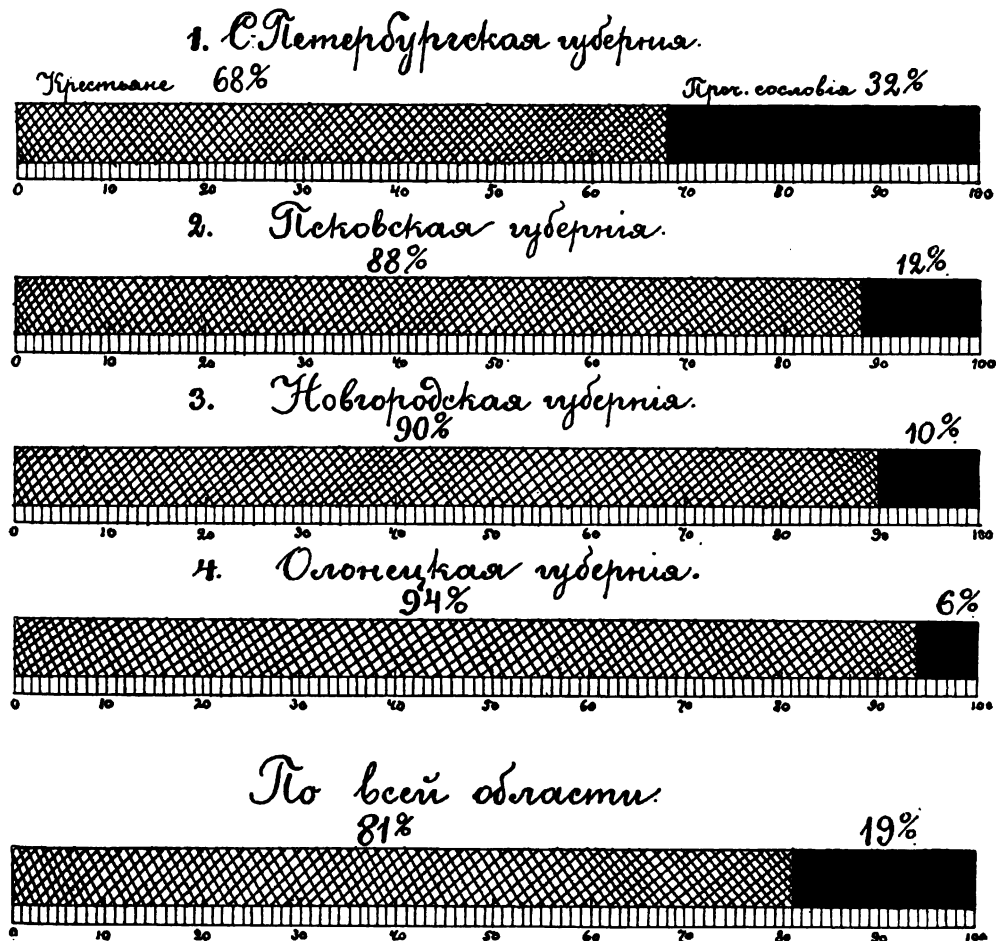 1. С.Петербургская губерния.
Крестьяне 68% Проч. сословія 32%
0 10 20 30 40 50 60 70 80 90 100
2. Псковская губернія.
88% 12%
0 10 20 30 40 50 60 70 80 90 100
3. Новгородская губернія.
90% 10%
0 10 20 30 40 50 60 70 80 90 100
4. Олонецкая губернія.
94% 6%
0 10 20 30 40 50 60 70 80 90 100
По всей области.
81% 19%
0 10 20 30 40 50 60 70 80 90 100